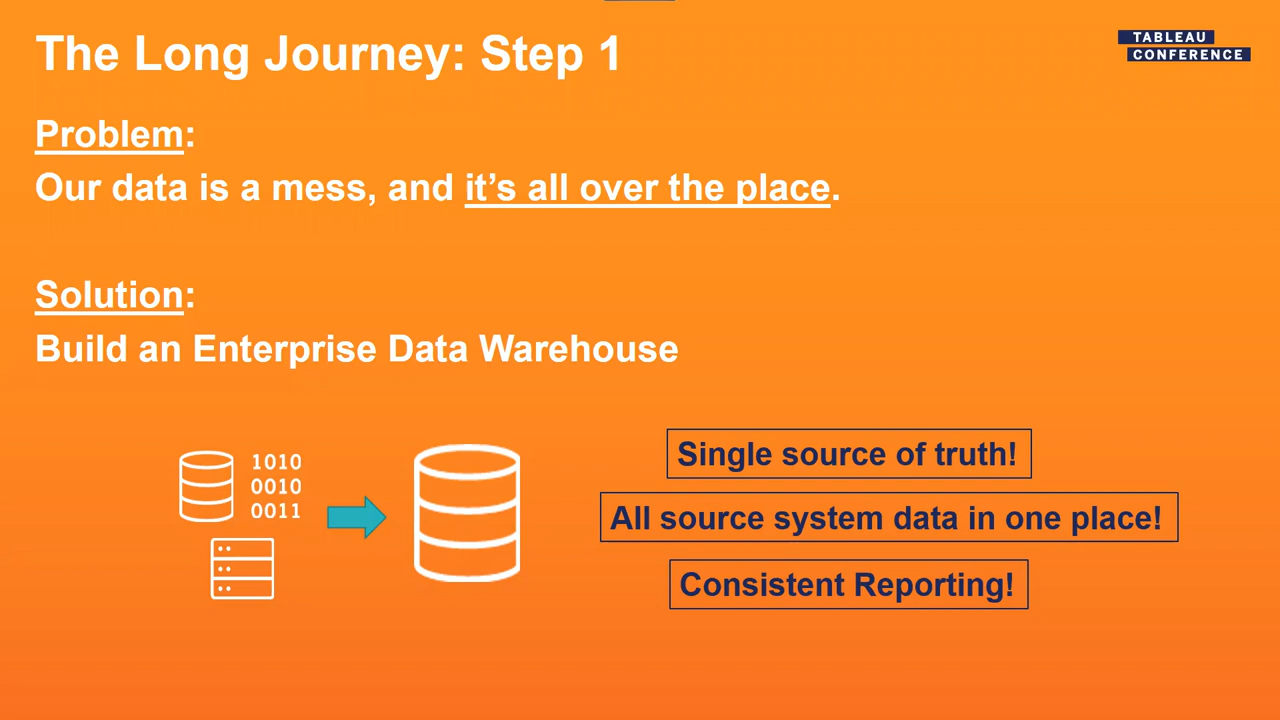 The Long Journey: Step 1
TABLEAU
CONFERENCE
Problem:
Our data is a mess, and it’s all over the place.
Solution:
Build an Enterprise Data Warehouse
1010
0010
0011
Single source of truth!
All source system data in one place!
Consistent Reporting!